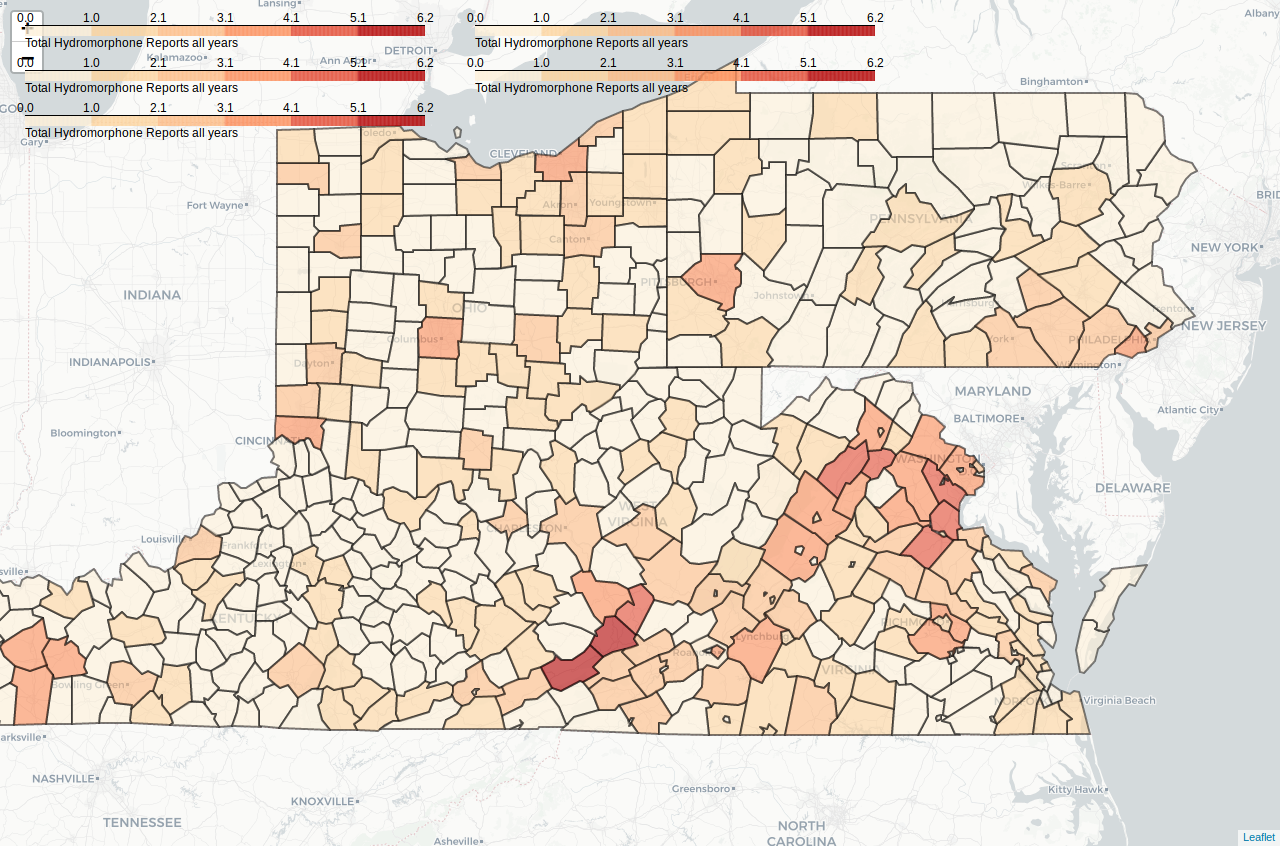 Lansing
Albany
0.0 1.0 2.1 3.1 4.1 5.1 6.2
0.0 1.0 2.1 3.1 4.1 5.1 6.2
+
Total Hydromorphone Reports all years
Total Hydromorphone Reports all years
DETROIT
Kalamazoo
Ann Arbor
1.0 2.1 3.1 4.1 5.1 6.2
0.0 1.0 2.1 3.1 4.1 5.1 6.2
Binghamton
Total Hydromorphone Reports all years
Total Hydromorphone Reports all years
0.0 1.0 2.1 3.1 4.1 5.1 6.2
Total Hydromorphone Reports all years
Toledo
Gary
CLEVELAND
Scranton
Wilkes-Barre
BRID
Fort Wayne
Akron
Youngstown
PENNSYLVANIA
Canton
NEW YORK
PITTSBURGH
INDIANA
Johnstown
Harrisburg
OHIO
Trenton
NEW JERSEY
Columbus
York
PHILADELPHIA
INDIANAPOLIS
Dayton
Wilmington
MARYLAND
Atlantic City
BALTIMORE
Bloomington
CINCINNATI
WASHINGTON
DELAWARE
WEST
VIRGINIA
CHARLESTON
Louisville
Frankfort
Lexington
sville
KENTUCKY
RICHMOND
Lynchburg
Roanoke
VIRGINIA
Bowling Green
NORFOLK
Virginia Beach
arksville
NASHVILLE
Greensboro
Kitty Hawk
KNOXVILLE
TENNESSEE
NORTH
CAROLINA
Asheville
Leaflet